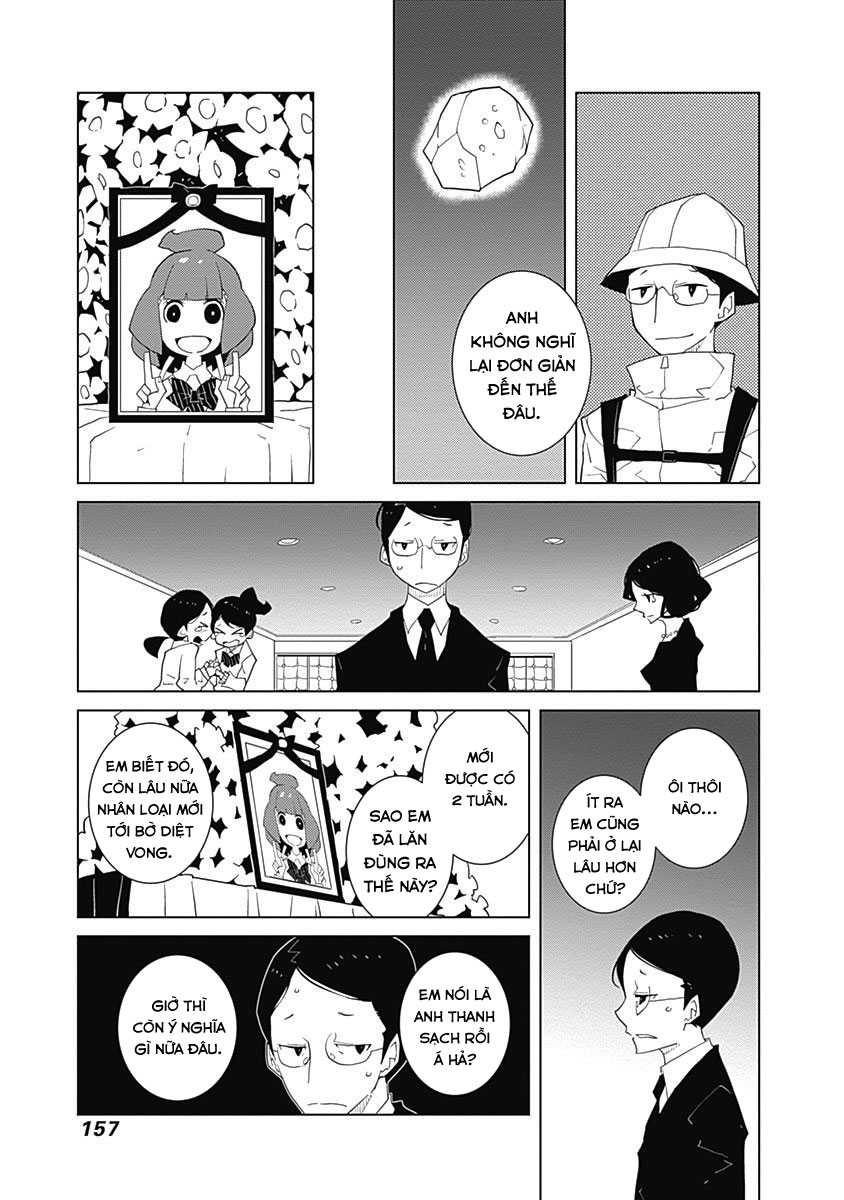 ANH
KHÔNG NGHĨ
LẠI ĐƠN GIẢN
ĐẾN THẾ
ĐÂU.
ÔI THÔI
NÀO...
ÍT RA
EM CŨNG
PHẢI Ở LẠI
LÂU HƠN
CHỨ?
MỚI
ĐƯỢC CÓ
2 TUẦN.
SAO EM
ĐÃ LĂN
ĐÙNG RA
THẾ NÀY?
EM BIẾT ĐÓ,
CÒN LÂU NỮA
NHÂN LOẠI MỚI
TỚI BỜ DIỆT
VONG.
EM NÓI LÀ
ANH THANH
SẠCH RỒI
Á HẢ?
GIỜ THÌ
CÒN Ý NGHĨA
GÌ NỮA ĐÂU.
157